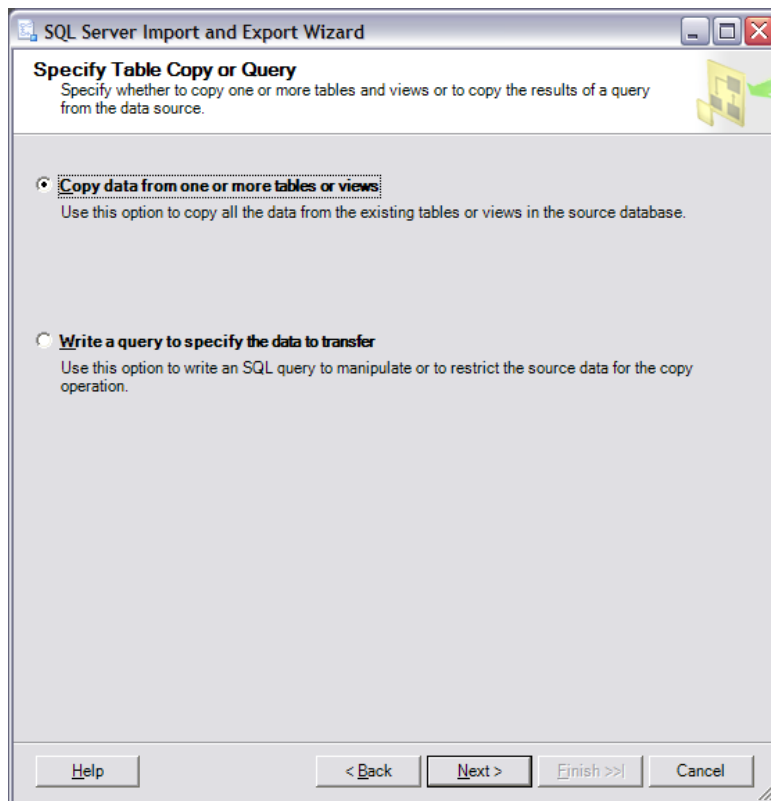 SQL Server Import and Export Wizard
Specify Table Copy or Query
Specify whether to copy one or more tables and views or to copy the results of a query
from the data source.
Copy data from one or more tables or views
Use this option to copy all the data from the existing tables or views in the source database.
Write a query to specify the data to transfer
Use this option to write an SQL query to manipulate or to restrict the source data for the copy
operation.
Help < Back Next > Finish >>| Cancel